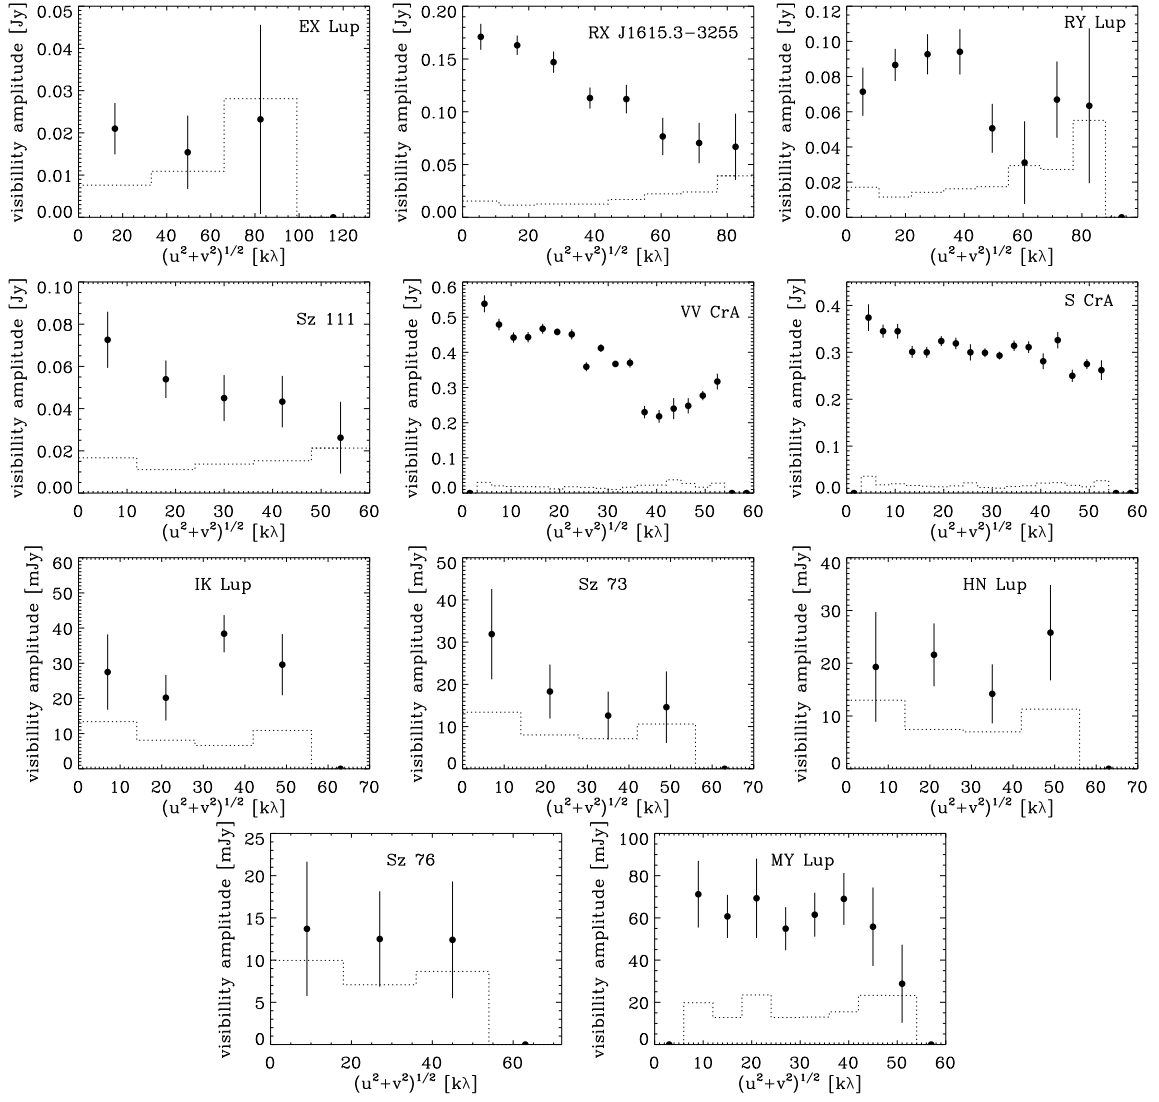 EX Lup
visibillity amplitude [Jy]
0.05
0.04
0.03
0.02
0.01
0.00
0 20 40 60 80 100 120
(u²+v²)¹/² [kλ]
RX J1615.3−3255
visibillity amplitude [Jy]
0.20
0.15
0.10
0.05
0.00
0 20 40 60 80
(u²+v²)¹/² [kλ]
RY Lup
visibillity amplitude [Jy]
0.12
0.10
0.08
0.06
0.04
0.02
0.00
0 20 40 60 80
(u²+v²)¹/² [kλ]
Sz 111
visibillity amplitude [Jy]
0.10
0.08
0.06
0.04
0.02
0.00
0 10 20 30 40 50 60
(u²+v²)¹/² [kλ]
VV CrA
visibillity amplitude [Jy]
0.6
0.5
0.4
0.3
0.2
0.1
0.0
0 10 20 30 40 50 60
(u²+v²)¹/² [kλ]
S CrA
visibillity amplitude [Jy]
0.4
0.3
0.2
0.1
0.0
0 10 20 30 40 50 60
(u²+v²)¹/² [kλ]
IK Lup
visibillity amplitude [mJy]
60
50
40
30
20
10
0
0 10 20 30 40 50 60 70
(u²+v²)¹/² [kλ]
Sz 73
visibillity amplitude [mJy]
50
40
30
20
10
0
0 10 20 30 40 50 60 70
(u²+v²)¹/² [kλ]
HN Lup
visibillity amplitude [mJy]
40
30
20
10
0
0 10 20 30 40 50 60 70
(u²+v²)¹/² [kλ]
Sz 76
visibillity amplitude [mJy]
25
20
15
10
5
0
0 20 40 60
(u²+v²)¹/² [kλ]
MY Lup
visibillity amplitude [mJy]
100
80
60
40
20
0
0 10 20 30 40 50 60
(u²+v²)¹/² [kλ]